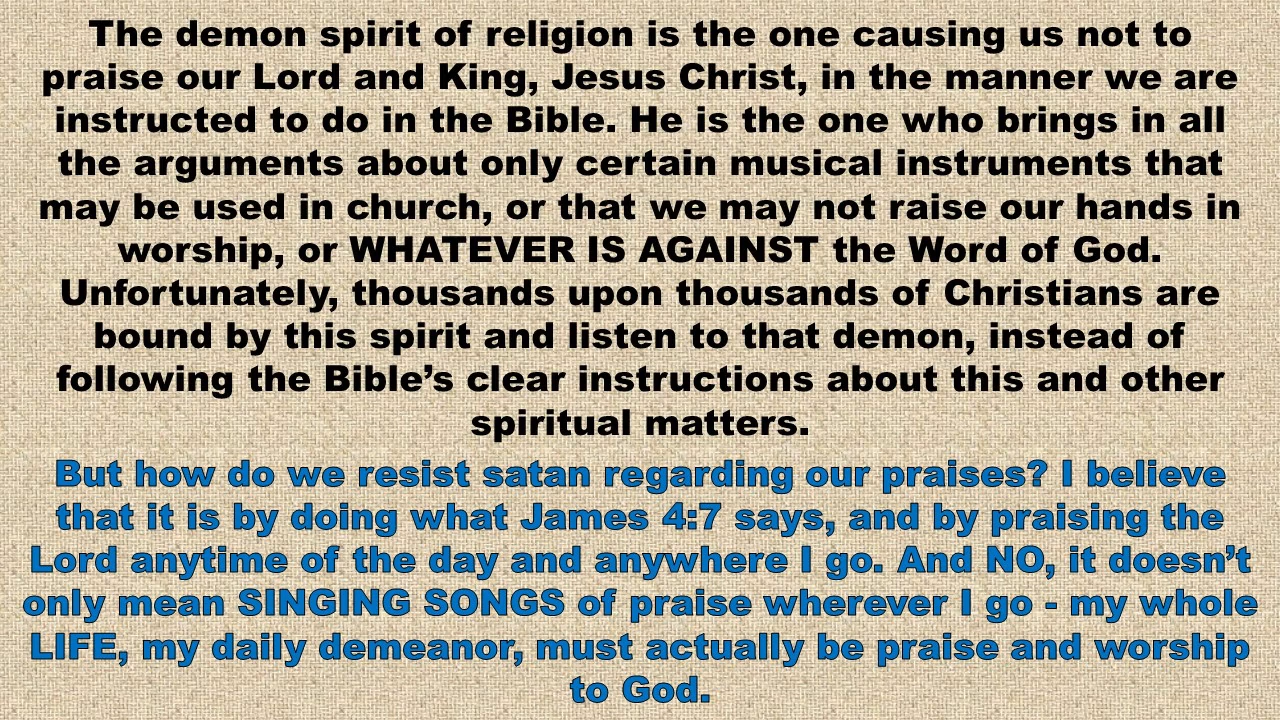 The demon spirit of religion is the one causing us not to
praise our Lord and King, Jesus Christ, in the manner we are
instructed to do in the Bible. He is the one who brings in all
the arguments about only certain musical instruments that
may be used in church, or that we may not raise our hands in
worship, or WHATEVER IS AGAINST the Word of God.
Unfortunately, thousands upon thousands of Christians are
bound by this spirit and listen to that demon, instead of
following the Bible’s clear instructions about this and other
spiritual matters.
But how do we resist satan regarding our praises? I believe
that it is by doing what James 4:7 says, and by praising the
Lord anytime of the day and anywhere I go. And NO, it doesn’t
only mean SINGING SONGS of praise wherever I go - my whole
LIFE, my daily demeanor, must actually be praise and worship
to God.